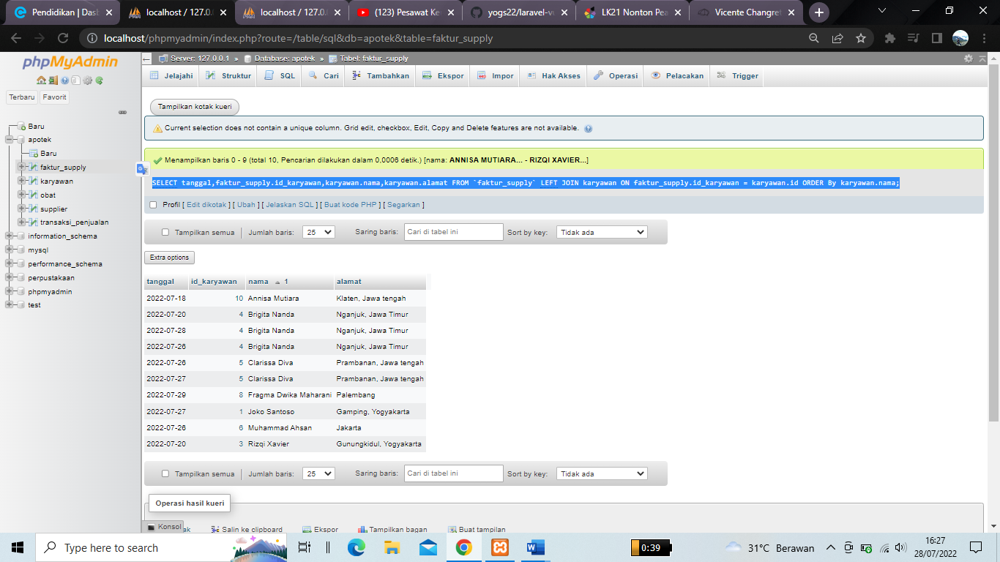 Pendidikan | Dasł
localhost / 127.0.
localhost / 127.0.
(123) Pesawat Ke
yogs22/laravel-v
LK21 Nonton Pea
Vicente Changret
localhost/phpmyadmin/index.php?route=/table/sql&db=apotek&table=faktur_supply
phpMyAdmin
Terbaru Favorit
Baru
apotek
Baru
faktur_supply
karyawan
obat
supplier
transaksi_penjualan
information_schema
mysql
performance_schema
perpustakaan
phpmyadmin
test
Server: 127.0.0.1 » Database: apotek » Tabel: faktur_supply
Jelajahi Struktur SQL Cari Tambahkan Ekspor Impor Hak Akses Operasi Pelacakan Trigger
Tampilkan kotak kueri
Current selection does not contain a unique column. Grid edit, checkbox, Edit, Copy and Delete features are not available.
Menampilkan baris 0 - 9 (total 10, Pencarian dilakukan dalam 0,0006 detik.) [nama: ANNISA MUTIARA... - RIZQI XAVIER...]
SELECT tanggal,faktur_supply.id_karyawan,karyawan.nama,karyawan.alamat FROM `faktur_supply` LEFT JOIN karyawan ON faktur_supply.id_karyawan = karyawan.id ORDER By karyawan.nama;
Profil [ Edit dikotak ] [ Ubah ] [ Jelaskan SQL ] [ Buat kode PHP ] [ Segarkan ]
Tampilkan semua | Jumlah baris: 25 Saring baris: Cari di tabel ini Sort by key: Tidak ada
Extra options
tanggal id_karyawan nama 1 alamat
2022-07-18 10 Annisa Mutiara Klaten, Jawa tengah
2022-07-20 4 Brigita Nanda Nganjuk, Jawa Timur
2022-07-28 4 Brigita Nanda Nganjuk, Jawa Timur
2022-07-26 4 Brigita Nanda Nganjuk, Jawa Timur
2022-07-26 5 Clarissa Diva Prambanan, Jawa tengah
2022-07-27 5 Clarissa Diva Prambanan, Jawa tengah
2022-07-29 8 Fragma Dwika Maharani Palembang
2022-07-27 1 Joko Santoso Gamping, Yogyakarta
2022-07-26 6 Muhammad Ahsan Jakarta
2022-07-20 3 Rizqi Xavier Gunungkidul, Yogyakarta
Tampilkan semua | Jumlah baris: 25 Saring baris: Cari di tabel ini Sort by key: Tidak ada
Operasi hasil kueri
Konsol ak Salin ke clipboard Ekspor Tampilkan bagan Buat tampilan
Type here to search
0:39
31°C Berawan
16:27
28/07/2022